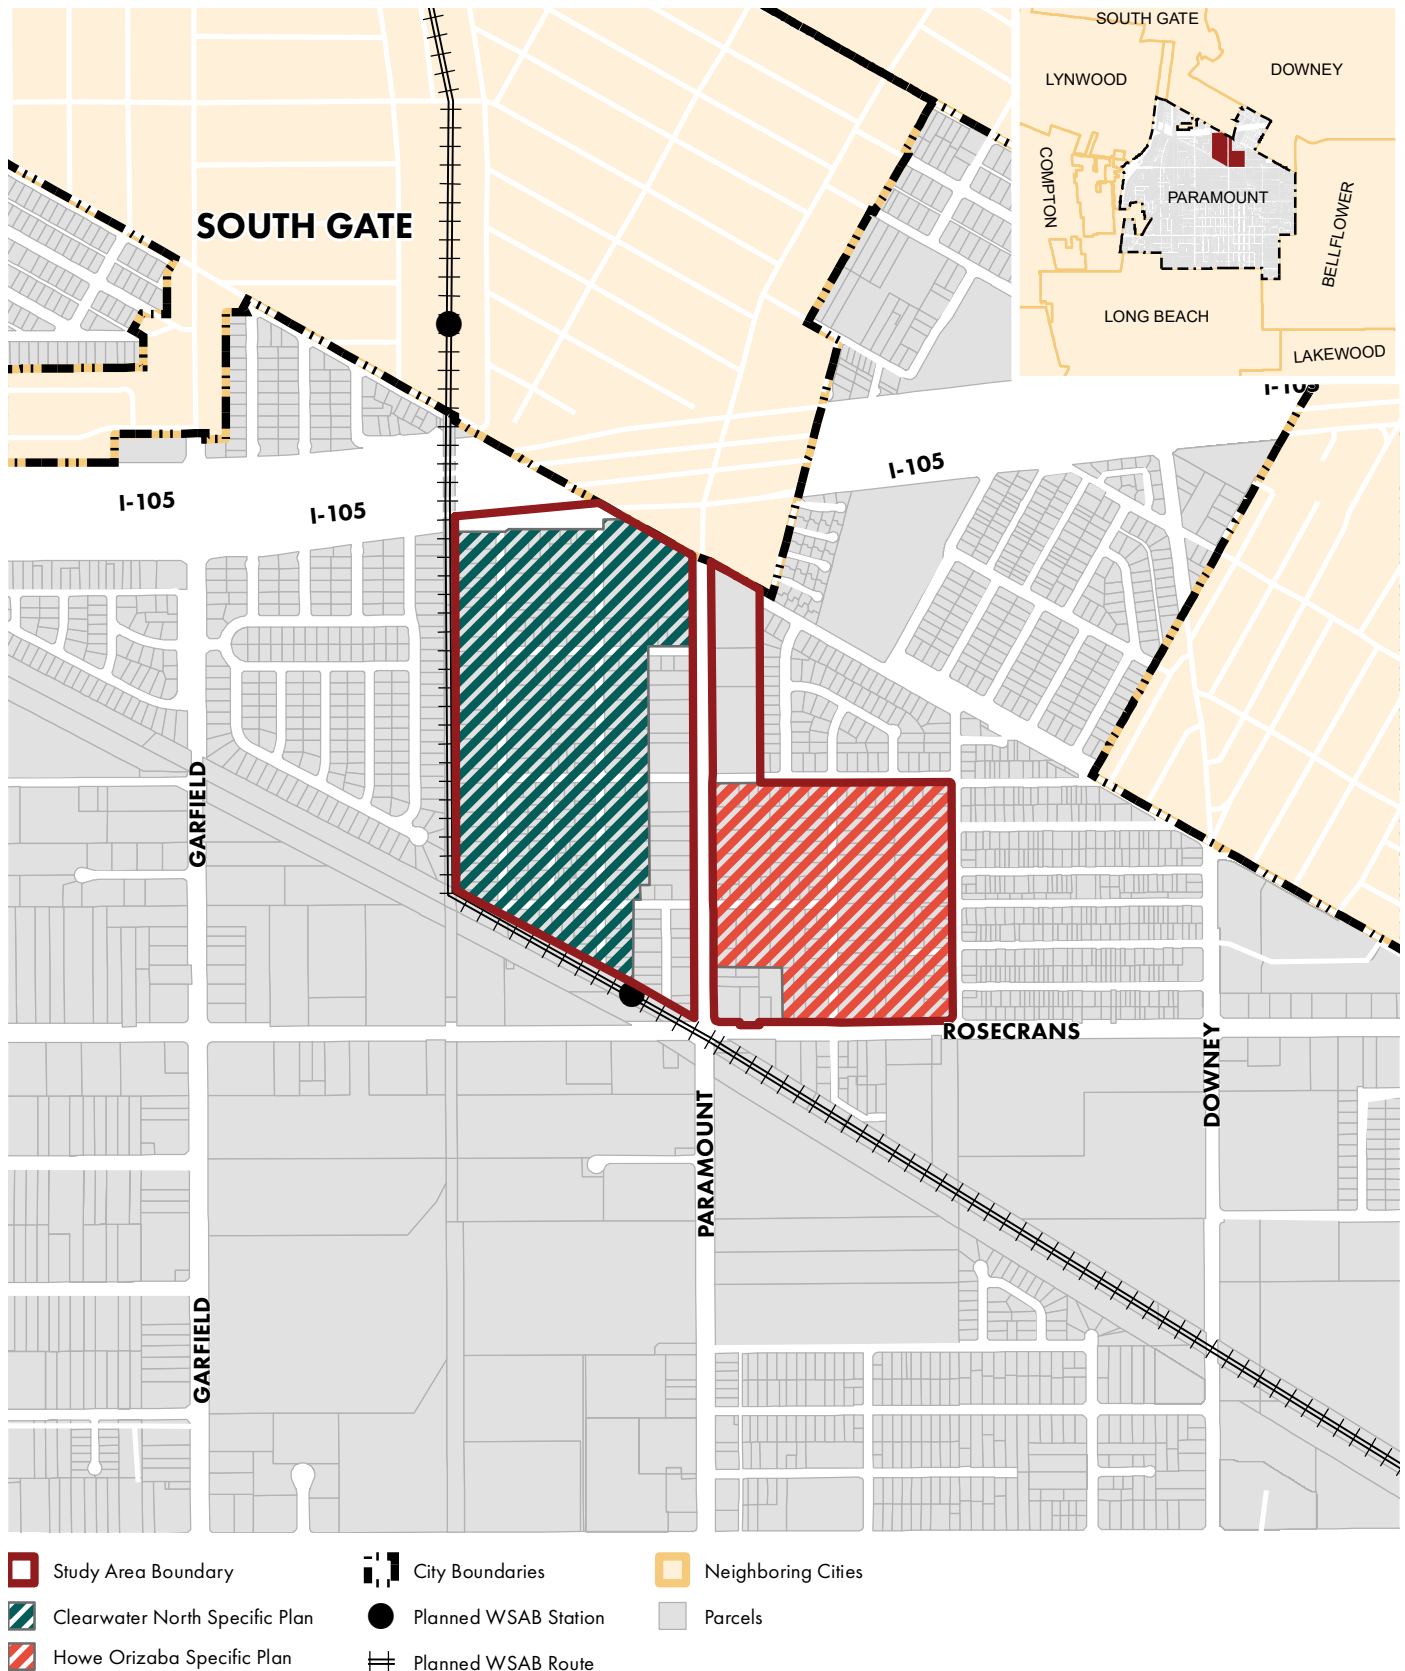 SOUTH GATE
LYNWOOD
DOWNEY
COMPTON
PARAMOUNT
BELLFLOWER
LONG BEACH
LAKEWOOD
SOUTH GATE
I-105
I-105
I-105
I-105
GARFIELD
ROSECRANS
DOWNEY
PARAMOUNT
GARFIELD
Study Area Boundary
Clearwater North Specific Plan
Howe Orizaba Specific Plan
City Boundaries
Planned WSAB Station
Planned WSAB Route
Neighboring Cities
Parcels